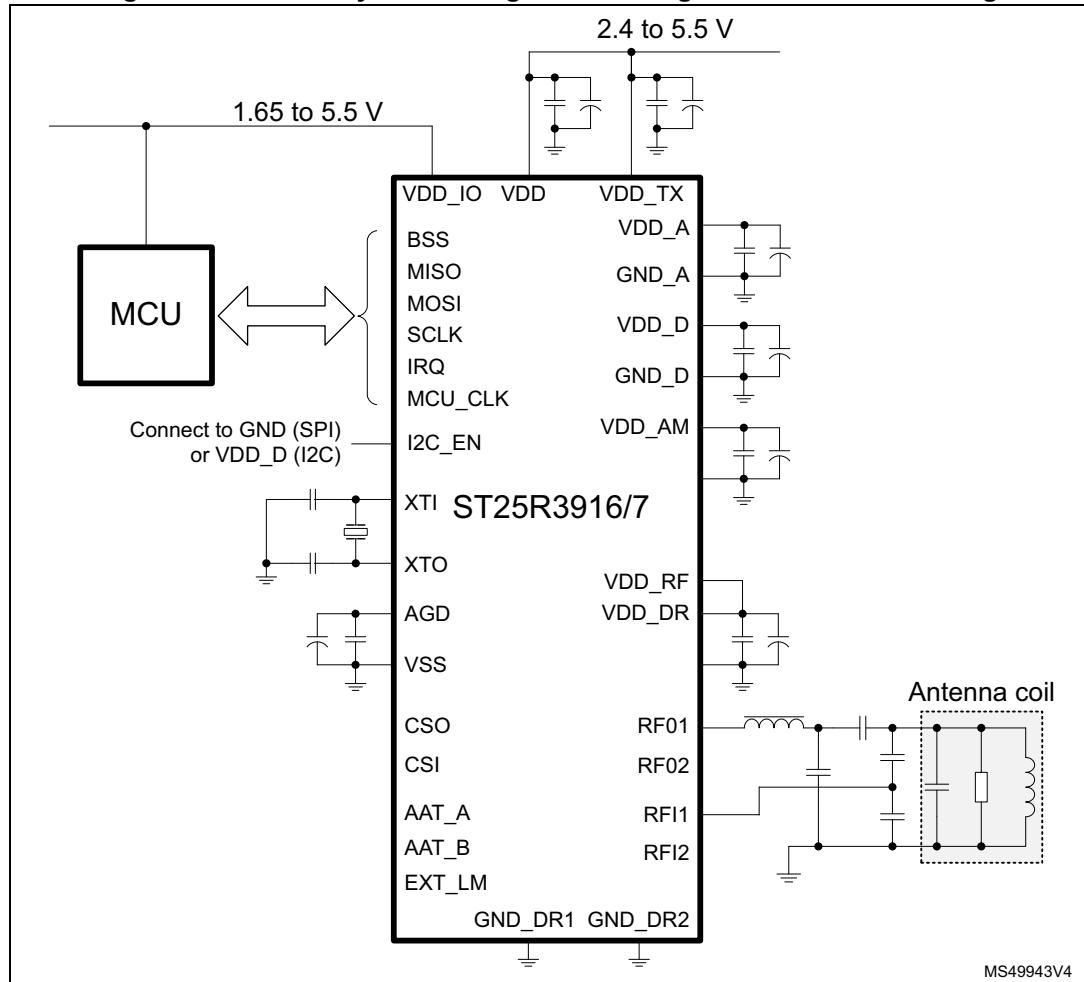 2.4 to 5.5 V
1.65 to 5.5 V
VDD_IO VDD VDD_TX
BSS
MISO
MOSI
SCLK
IRQ
MCU_CLK
MCU
Connect to GND (SPI)
or VDD_D (I2C)
I2C_EN
XTI
XTO
AGD
VSS
CSO
CSI
AAT_A
AAT_B
EXT_LM
ST25R3916/7
VDD_A
GND_A
VDD_D
GND_D
VDD_AM
VDD_RF
VDD_DR
RF01
RF02
RFI1
RFI2
Antenna coil
GND_DR1 GND_DR2
MS49943V4